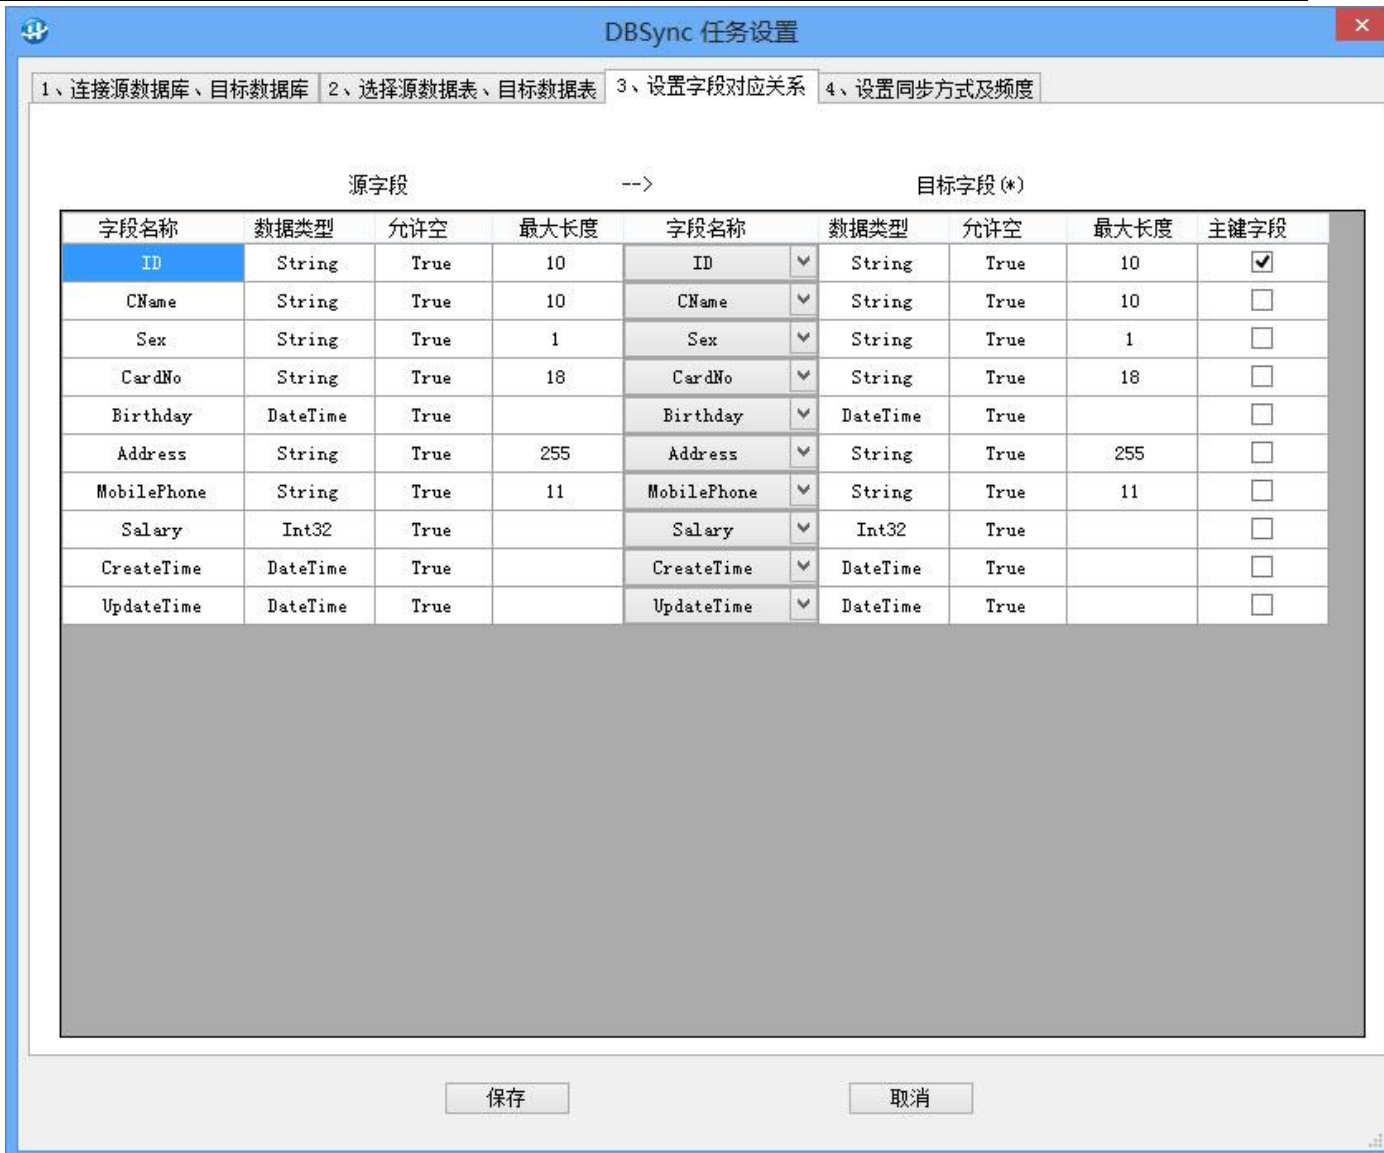 DBSync 任务设置
1、连接源数据库、目标数据库 2、选择源数据表、目标数据表 3、设置字段对应关系 4、设置同步方式及频度
源字段 --> 目标字段(*)
字段名称 数据类型 允许空 最大长度 字段名称 数据类型 允许空 最大长度 主键字段
ID String True 10 ID String True 10
CName String True 10 CName String True 10
Sex String True 1 Sex String True 1
CardNo String True 18 CardNo String True 18
Birthday DateTime True Birthday DateTime True
Address String True 255 Address String True 255
MobilePhone String True 11 MobilePhone String True 11
Salary Int32 True Salary Int32 True
CreateTime DateTime True CreateTime DateTime True
UpdateTime DateTime True UpdateTime DateTime True
保存 取消